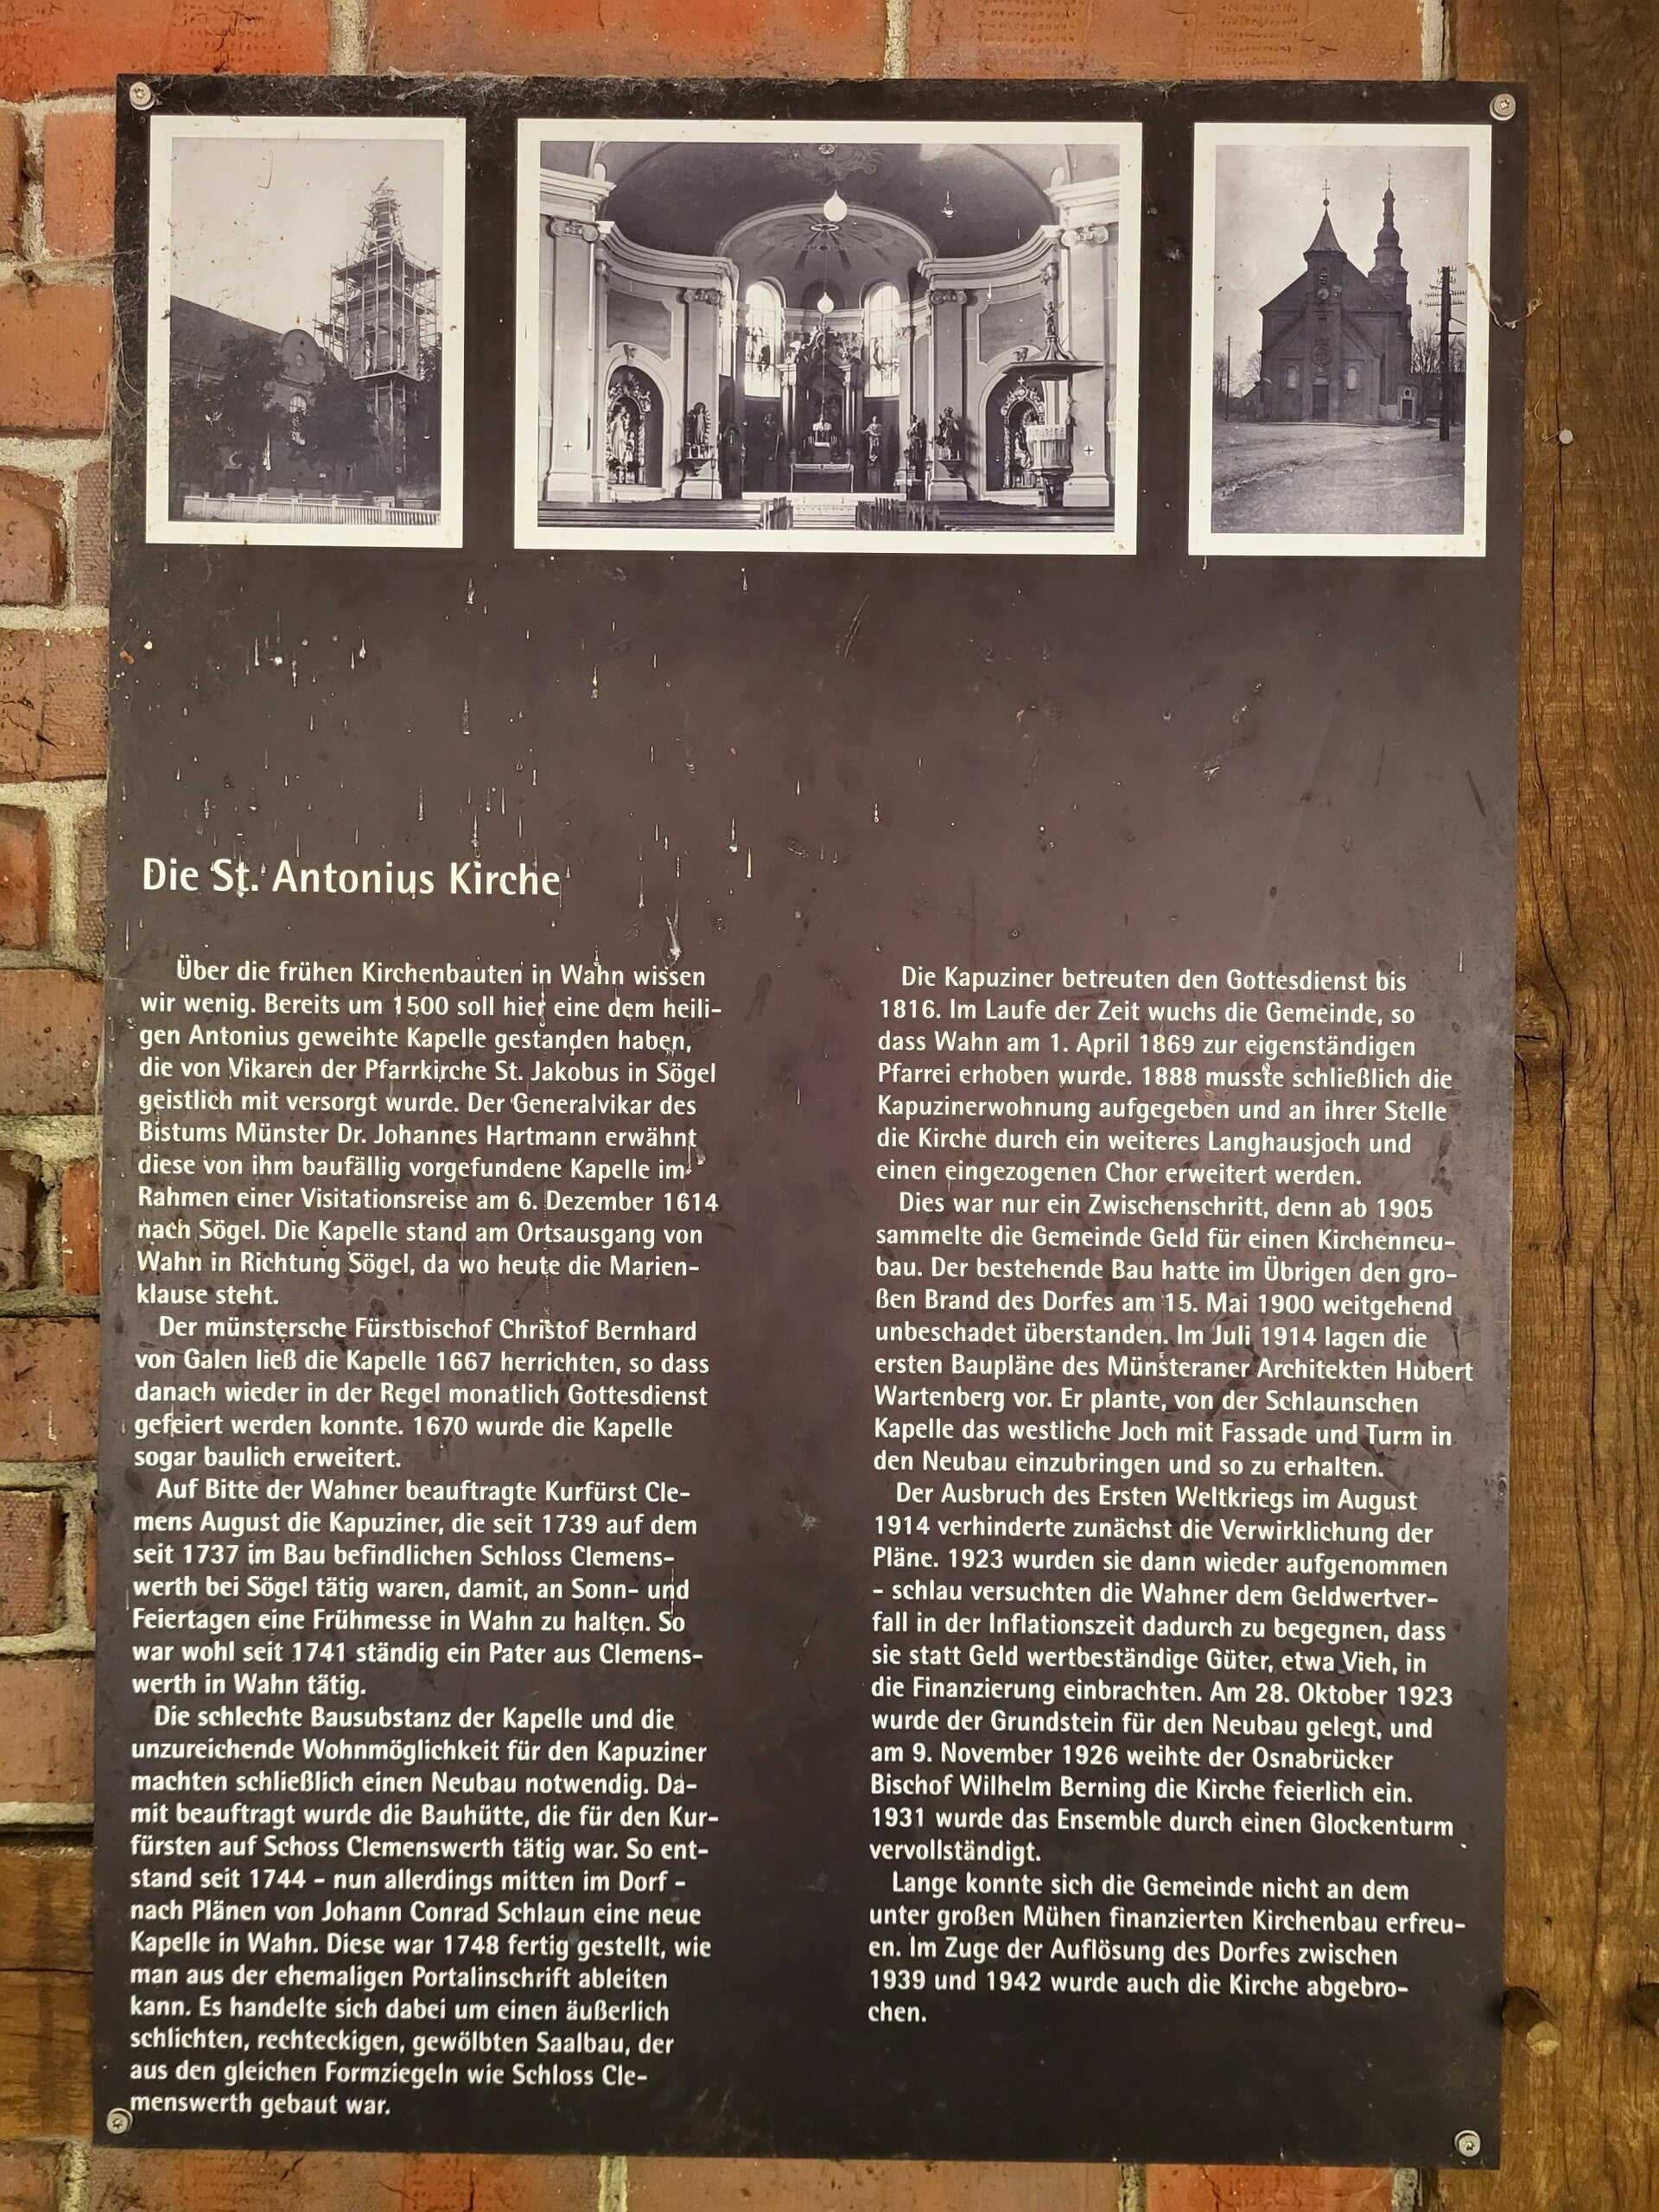 Die St. Antonius Kirche
Über die frühen Kirchenbauten in Wahn wissen
wir wenig. Bereits um 1500 soll hier eine dem heili-
gen Antonius geweihte Kapelle gestanden haben,
die von Vikaren der Pfarrkirche St. Jakobus in Sögel
geistlich mit versorgt wurde. Der Generalvikar des
Bistums Münster Dr. Johannes Hartmann erwähnt
diese von ihm baufällig vorgefundene Kapelle im
Rahmen einer Visitationsreise am 6. Dezember 1614
nach Sögel. Die Kapelle stand am Ortsausgang von
Wahn in Richtung Sögel, da wo heute die Marien-
klause steht.
Der münstersche Fürstbischof Christof Bernhard
von Galen ließ die Kapelle 1667 herrichten, so dass
danach wieder in der Regel monatlich Gottesdienst
gefeiert werden konnte. 1670 wurde die Kapelle
sogar baulich erweitert.
Auf Bitte der Wahner beauftragte Kurfürst Cle-
mens August die Kapuziner, die seit 1739 auf dem
seit 1737 im Bau befindlichen Schloss Clemens-
werth bei Sögel tätig waren, damit, an Sonn- und
Feiertagen eine Frühmesse in Wahn zu halten. So
war wohl seit 1741 ständig ein Pater aus Clemens-
werth in Wahn tätig.
Die schlechte Bausubstanz der Kapelle und die
unzureichende Wohnmöglichkeit für den Kapuziner
machten schließlich einen Neubau notwendig. Da-
mit beauftragt wurde die Bauhütte, die für den Kur-
fürsten auf Schoss Clemenswerth tätig war. So ent-
stand seit 1744 - nun allerdings mitten im Dorf -
nach Plänen von Johann Conrad Schlaun eine neue
Kapelle in Wahn. Diese war 1748 fertig gestellt, wie
man aus der ehemaligen Portalinschrift ableiten
kann. Es handelte sich dabei um einen äußerlich
schlichten, rechteckigen, gewölbten Saalbau, der
aus den gleichen Formziegeln wie Schloss Cle-
menswerth gebaut war.
Die Kapuziner betreuten den Gottesdienst bis
1816. Im Laufe der Zeit wuchs die Gemeinde, so
dass Wahn am 1. April 1869 zur eigenständigen
Pfarrei erhoben wurde. 1888 musste schließlich die
Kapuzinerwohnung aufgegeben und an ihrer Stelle
die Kirche durch ein weiteres Langhausjoch und
einen eingezogenen Chor erweitert werden.
Dies war nur ein Zwischenschritt, denn ab 1905
sammelte die Gemeinde Geld für einen Kirchenneu-
bau. Der bestehende Bau hatte im Übrigen den gro-
ßen Brand des Dorfes am 15. Mai 1900 weitgehend
unbeschadet überstanden. Im Juli 1914 lagen die
ersten Baupläne des Münsteraner Architekten Hubert
Wartenberg vor. Er plante, von der Schlaunschen
Kapelle das westliche Joch mit Fassade und Turm in
den Neubau einzubringen und so zu erhalten.
Der Ausbruch des Ersten Weltkriegs im August
1914 verhinderte zunächst die Verwirklichung der
Pläne. 1923 wurden sie dann wieder aufgenommen
- schlau versuchten die Wahner dem Geldwertver-
fall in der Inflationszeit dadurch zu begegnen, dass
sie statt Geld wertbeständige Güter, etwa Vieh, in
die Finanzierung einbrachten. Am 28. Oktober 1923
wurde der Grundstein für den Neubau gelegt, und
am 9. November 1926 weihte der Osnabrücker
Bischof Wilhelm Berning die Kirche feierlich ein.
1931 wurde das Ensemble durch einen Glockenturm
vervollständigt.
Lange konnte sich die Gemeinde nicht an dem
unter großen Mühen finanzierten Kirchenbau erfreu-
en. Im Zuge der Auflösung des Dorfes zwischen
1939 und 1942 wurde auch die Kirche abgebro-
chen.